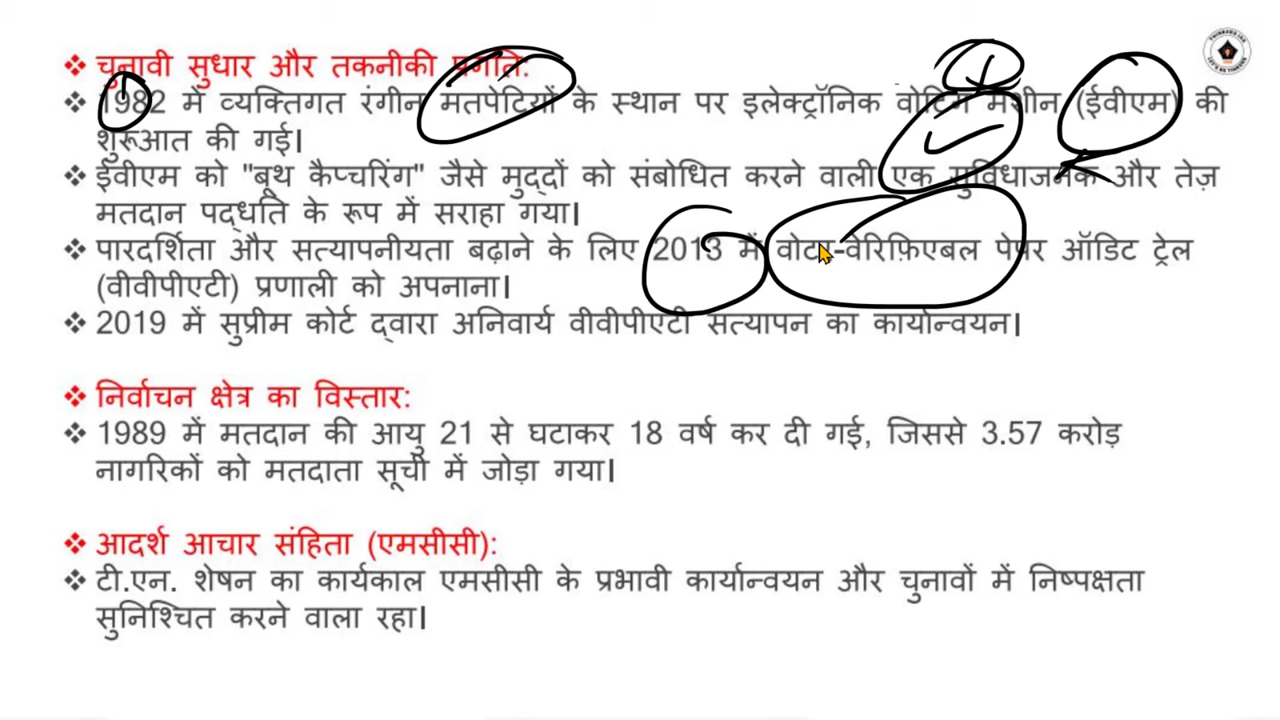 ❖ चुनावी सुधार और तकनीकी प्रगति:
❖ 1982 में व्यक्तिगत रंगीन मतपेटियों के स्थान पर इलेक्ट्रॉनिक वोटिंग मशीन (ईवीएम) की
शुरूआत की गई।
❖ ईवीएम को "बूथ कैप्चरिंग" जैसे मुद्दों को संबोधित करने वाली एक सुविधाजनक और तेज़
मतदान पद्धति के रूप में सराहा गया।
❖ पारदर्शिता और सत्यापनीयता बढ़ाने के लिए 2013 में वोटर-वेरिफ़िएबल पेपर ऑडिट ट्रेल
(वीवीपीएटी) प्रणाली को अपनाना।
❖ 2019 में सुप्रीम कोर्ट द्वारा अनिवार्य वीवीपीएटी सत्यापन का कार्यान्वयन।
❖ निर्वाचन क्षेत्र का विस्तार:
❖ 1989 में मतदान की आयु 21 से घटाकर 18 वर्ष कर दी गई, जिससे 3.57 करोड़
नागरिकों को मतदाता सूची में जोड़ा गया।
❖ आदर्श आचार संहिता (एमसीसी):
❖ टी.एन. शेषन का कार्यकाल एमसीसी के प्रभावी कार्यान्वयन और चुनावों में निष्पक्षता
सुनिश्चित करने वाला रहा।